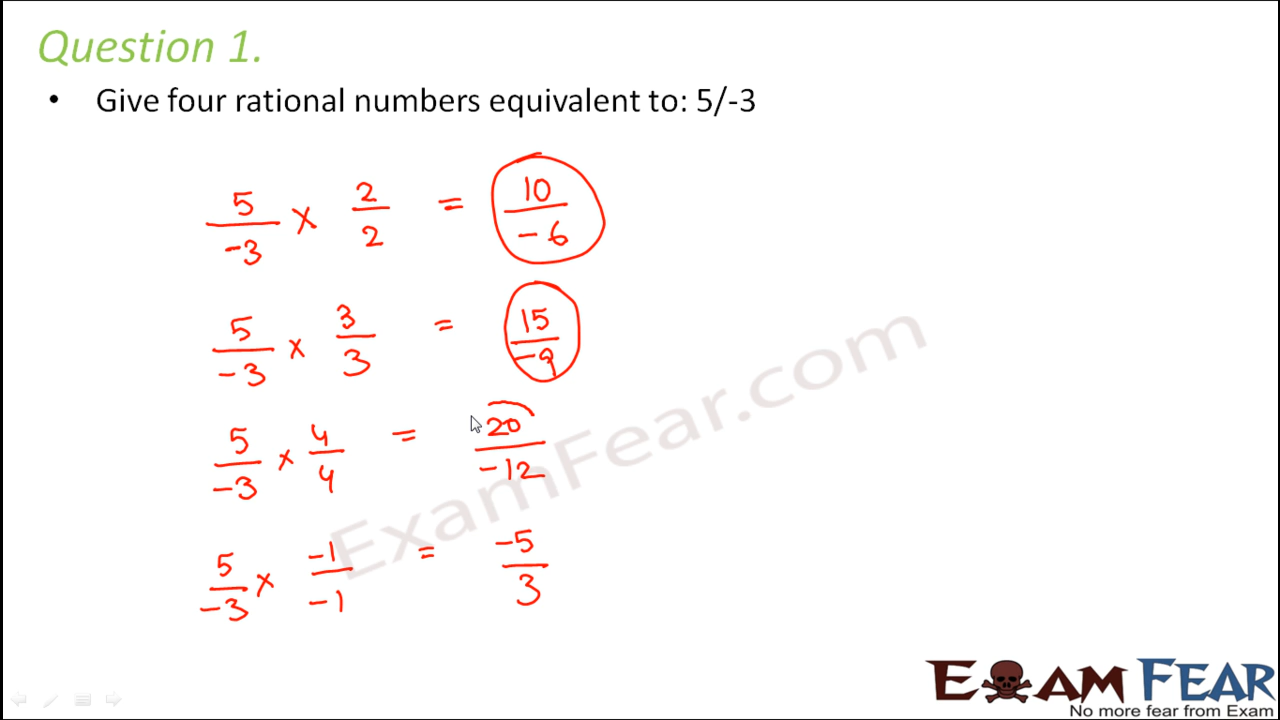 Question 1.
• Give four rational numbers equivalent to: 5/-3
5/-3 × 2/2 = 10/-6
5/-3 × 3/3 = 15/-9
5/-3 × 4/4 = 20/-12
5/-3 × -1/-1 = -5/3
ExamFear.com
EXAM FEAR
No more fear from Exam